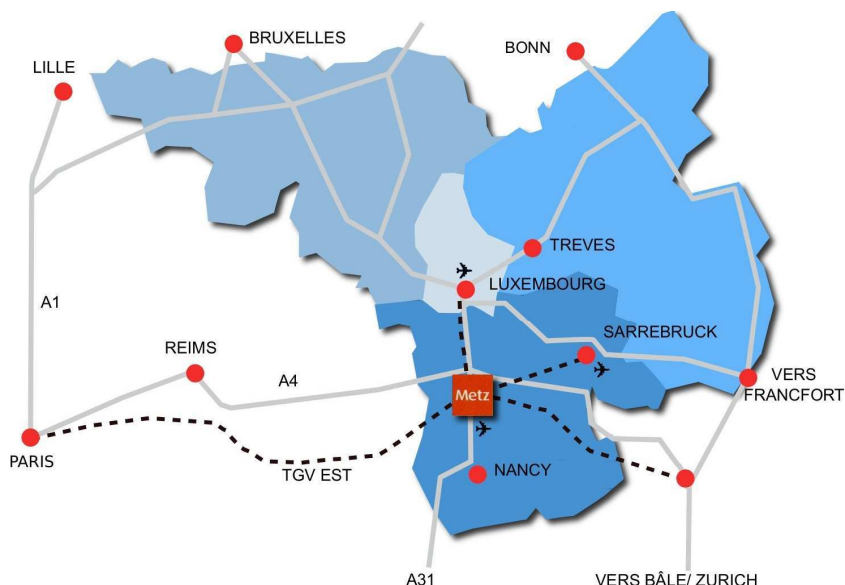 BRUXELLES
BONN
LILLE
TREVES
LUXEMBOURG
A1
SARREBRUCK
REIMS
A4
VERS
FRANCFORT
Metz
PARIS
TGV EST
NANCY
A31
VERS BÂLE/ ZURICH